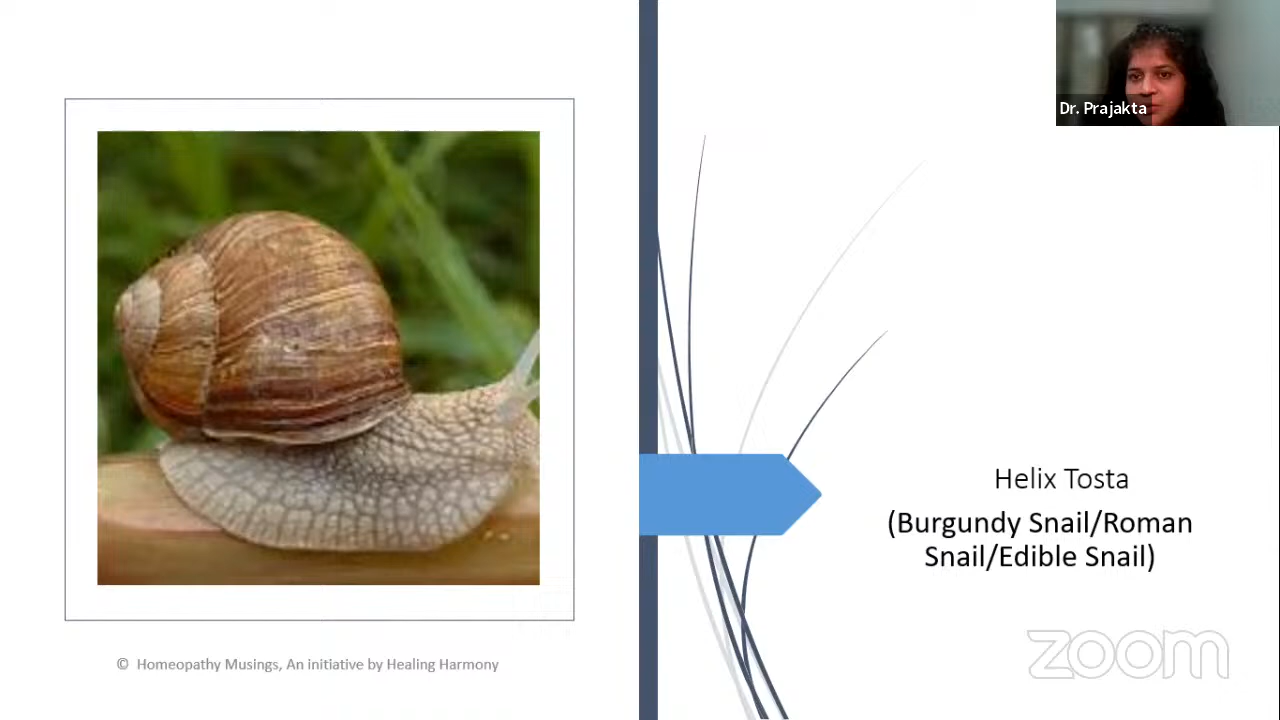 Dr. Prajakta
Helix Tosta
(Burgundy Snail/Roman
Snail/Edible Snail)
zoom
© Homeopathy Musings, An initiative by Healing Harmony